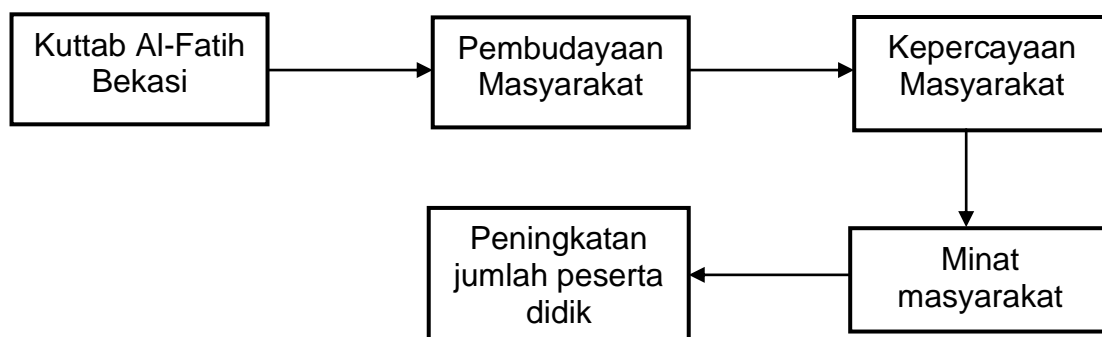 Kuttab Al-Fatih
Bekasi
Pembudayaan
Masyarakat
Kepercayaan
Masyarakat
Minat
masyarakat
Peningkatan
jumlah peserta
didik